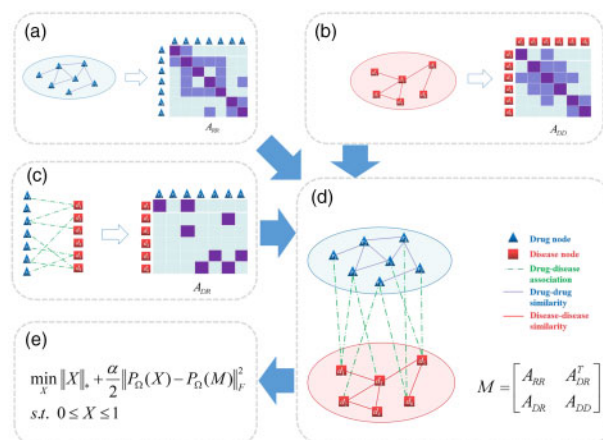 (a)
A_RR
(b)
A_DD
(c)
A_DR
(d)
Drug node
Disease node
Drug-disease
association
Drug-drug
similarity
Disease-disease
similarity
M = [A_RR A_DR^T
A_DR A_DD]
(e)
min_X ‖X‖_* + α/2 ‖P_Ω(X) − P_Ω(M)‖_F^2
s.t. 0 ≤ X ≤ 1